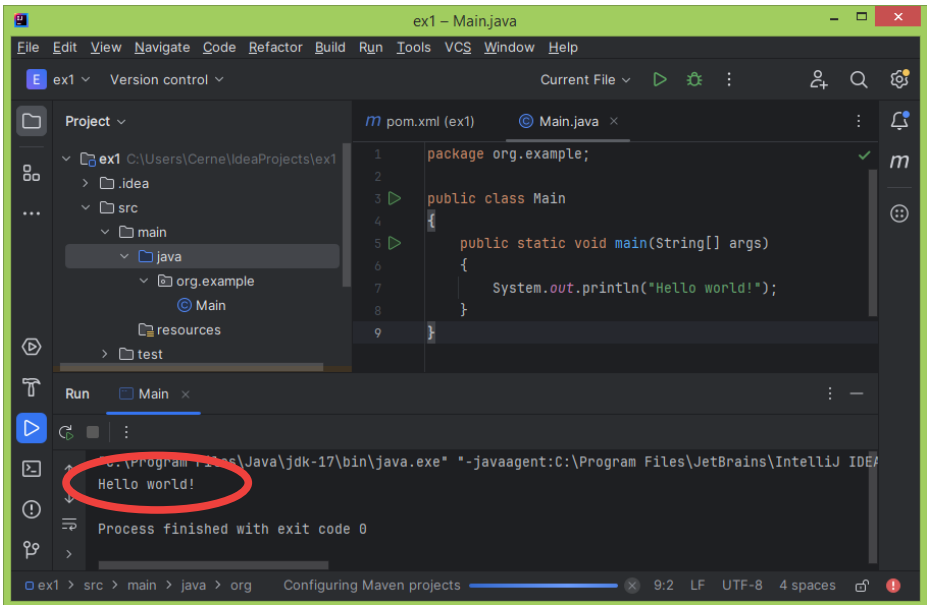 ex1 – Main.java
File Edit View Navigate Code Refactor Build Run Tools VCS Window Help
E ex1 Version control Current File
Project
m pom.xml (ex1) © Main.java ×
ex1 C:\Users\Cerne\IdeaProjects\ex1
.idea
src
main
java
org.example
© Main
resources
test
1 package org.example;
2
3 public class Main
4 {
5 public static void main(String[] args)
6 {
7 System.out.println("Hello world!");
8 }
9 }
m
Run Main ×
"C:\Program Files\Java\jdk-17\bin\java.exe" "-javaagent:C:\Program Files\JetBrains\IntelliJ IDEA
Hello world!
Process finished with exit code 0
ex1 > src > main > java > org Configuring Maven projects 9:2 LF UTF-8 4 spaces